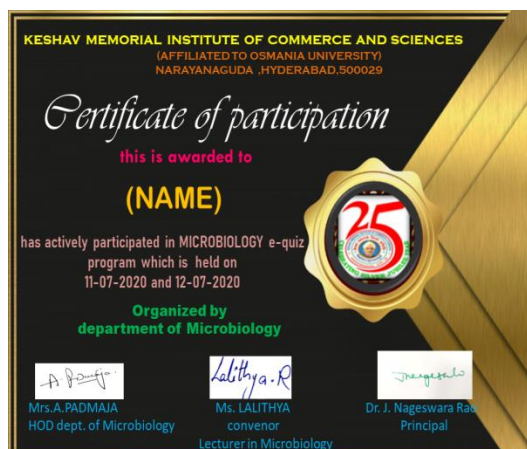 KESHAV MEMORIAL INSTITUTE OF COMMERCE AND SCIENCES
(AFFILIATED TO OSMANIA UNIVERSITY)
NARAYANAGUDA ,HYDERABAD,500029
Certificate of participation
this is awarded to
(NAME)
25
has actively participated in MICROBIOLOGY e-quiz
program which is held on
11-07-2020 and 12-07-2020
Organized by
department of Microbiology
A. Padmaja.
Lalithya.R
Mrs.A.PADMAJA
HOD dept. of Microbiology
Ms. LALITHYA
convenor
Lecturer in Microbiology
Dr. J. Nageswara Rao
Principal